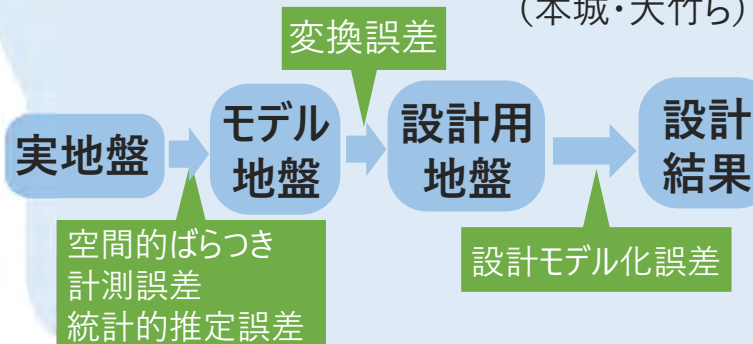 (本城・大竹ら)
変換誤差
実地盤
モデル
地盤
設計用
地盤
設計
結果
空間的ばらつき
計測誤差
統計的推定誤差
設計モデル化誤差